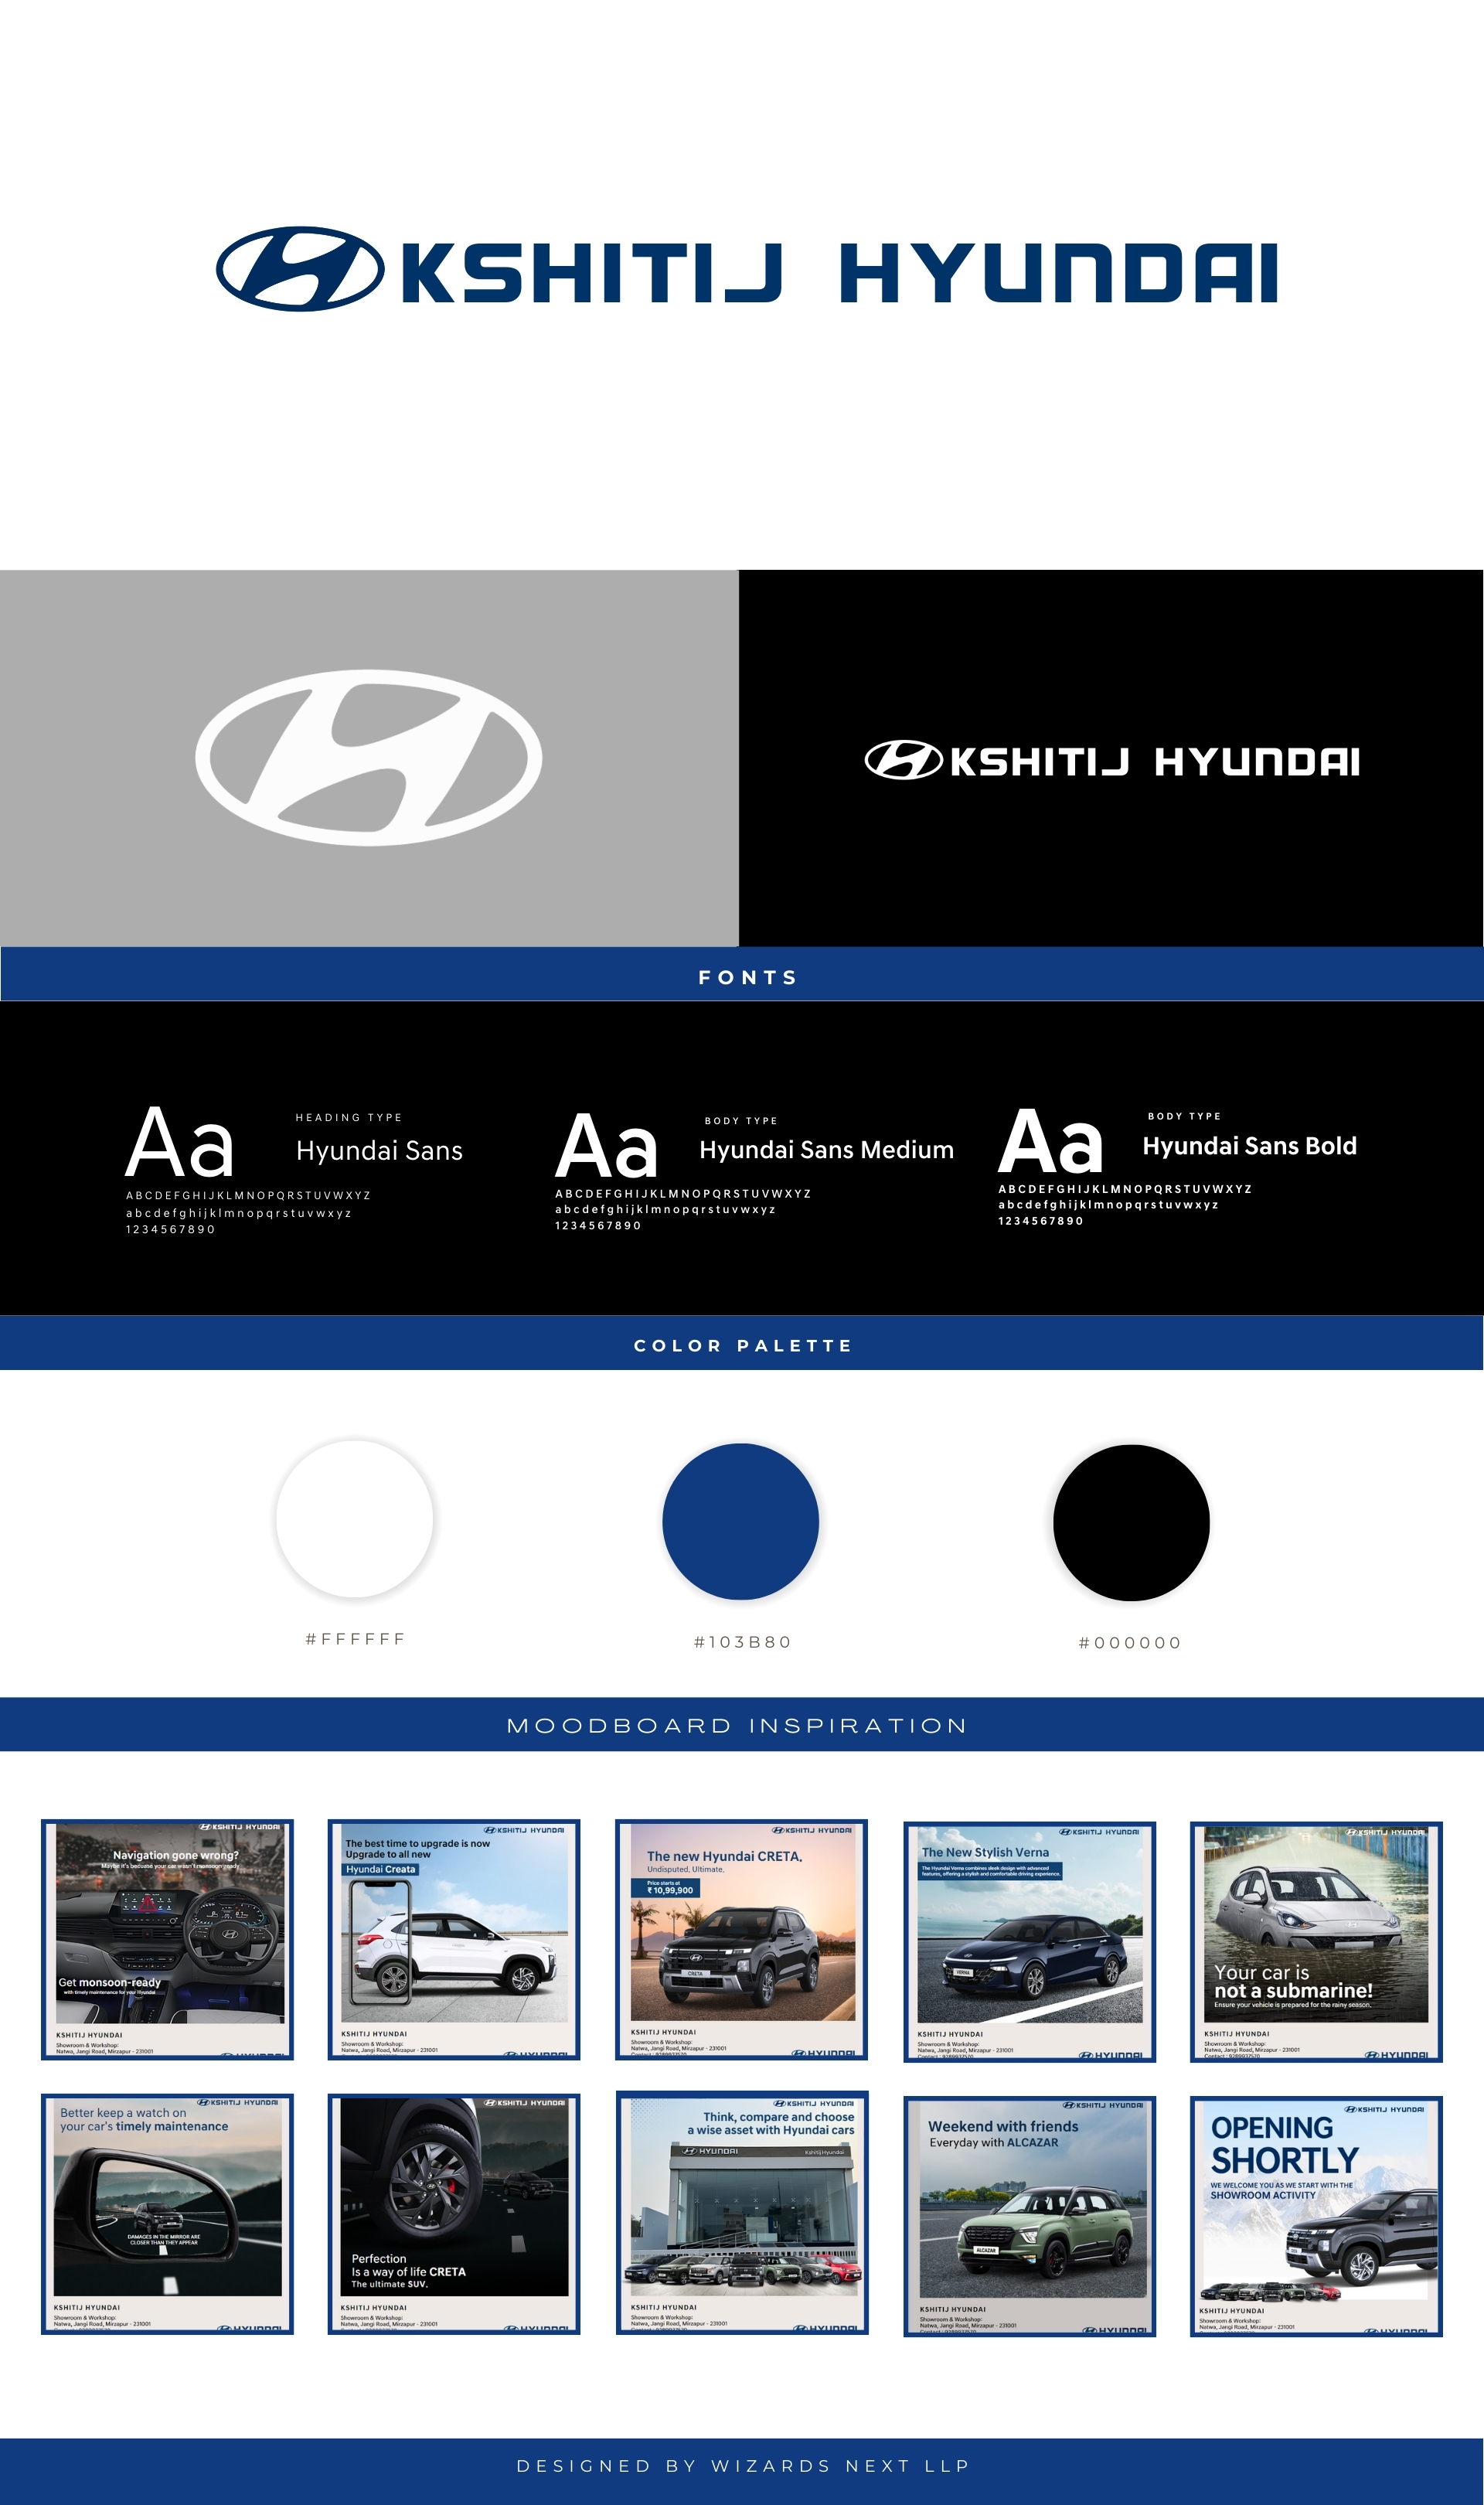 KSHITIJ HYUNDAI
KSHITIJ HYUNDAI
FONTS
Aa
HEADING TYPE
Hyundai Sans
ABCDEFGHIJKLMNOPQRSTUVWXYZ
abcdefghijklmnopqrstuvwxyz
1234567890
Aa
BODY TYPE
Hyundai Sans Medium
ABCDEFGHIJKLMNOPQRSTUVWXYZ
abcdefghijklmnopqrstuvwxyz
1234567890
Aa
BODY TYPE
Hyundai Sans Bold
ABCDEFGHIJKLMNOPQRSTUVWXYZ
abcdefghijklmnopqrstuvwxyz
1234567890
COLOR PALETTE
#FFFFFF
#103B80
#000000
MOODBOARD INSPIRATION
KSHITIJ HYUNDAI
Navigation gone wrong?
Maybe it's because your car wasn't monsoon ready.
Get monsoon-ready
with timely maintenance for your Hyundai.
KSHITIJ HYUNDAI
Showroom & Workshop:
Natwa, Jangi Road, Mirzapur - 231001
HYUNDAI
KSHITIJ HYUNDAI
The best time to upgrade is now
Upgrade to all new
Hyundai Creata
KSHITIJ HYUNDAI
Showroom & Workshop:
Natwa, Jangi Road, Mirzapur - 231001
HYUNDAI
KSHITIJ HYUNDAI
The new Hyundai CRETA.
Undisputed. Ultimate.
Price starts at
₹ 10,99,900
CRETA
KSHITIJ HYUNDAI
Showroom & Workshop:
Natwa, Jangi Road, Mirzapur - 231001
HYUNDAI
KSHITIJ HYUNDAI
The New Stylish Verna
The Hyundai Verna combines sleek design with advanced
features, offering a stylish and comfortable driving experience.
VERNA
KSHITIJ HYUNDAI
Showroom & Workshop:
Natwa, Jangi Road, Mirzapur - 231001
HYUNDAI
KSHITIJ HYUNDAI
Your car is
not a submarine!
Ensure your vehicle is prepared for the rainy season.
KSHITIJ HYUNDAI
Showroom & Workshop:
Natwa, Jangi Road, Mirzapur - 231001
HYUNDAI
KSHITIJ HYUNDAI
Better keep a watch on
your car's timely maintenance
DAMAGES IN THE MIRROR ARE
CLOSER THAN THEY APPEAR
KSHITIJ HYUNDAI
Showroom & Workshop:
Natwa, Jangi Road, Mirzapur - 231001
HYUNDAI
KSHITIJ HYUNDAI
Perfection
Is a way of life CRETA
The ultimate SUV.
KSHITIJ HYUNDAI
Showroom & Workshop:
Natwa, Jangi Road, Mirzapur - 231001
HYUNDAI
KSHITIJ HYUNDAI
Think, compare and choose
a wise asset with Hyundai cars
HYUNDAI
Kshitij Hyundai
KSHITIJ HYUNDAI
Showroom & Workshop:
Natwa, Jangi Road, Mirzapur - 231001
HYUNDAI
KSHITIJ HYUNDAI
Weekend with friends
Everyday with ALCAZAR
ALCAZAR
KSHITIJ HYUNDAI
Showroom & Workshop:
Natwa, Jangi Road, Mirzapur - 231001
HYUNDAI
KSHITIJ HYUNDAI
OPENING
SHORTLY
WE WELCOME YOU AS WE START WITH THE
SHOWROOM ACTIVITY
KSHITIJ HYUNDAI
Showroom & Workshop:
Natwa, Jangi Road, Mirzapur - 231001
HYUNDAI
DESIGNED BY WIZARDS NEXT LLP